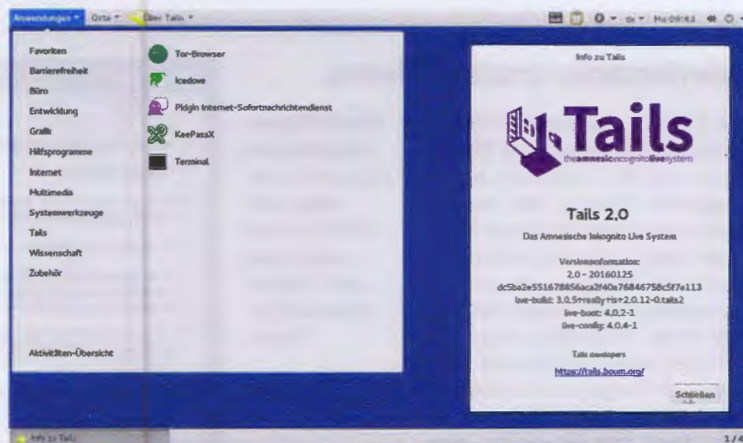 Anwendungen
Orte
Über Tails
de
Mo 09:43
Favoriten
Barrierefreiheit
Büro
Entwicklung
Grafik
Hilfsprogramme
Internet
Multimedia
Systemwerkzeuge
Tails
Wissenschaft
Zubehör
Aktivitäten-Übersicht
Tor-Browser
Icedove
Pidgin Internet-Sofortnachrichtendienst
KeePassX
Terminal
Info zu Tails
Tails
theamnesicincognitolivesystem
Tails 2.0
Das Amnesische Inkognito Live System
Versionsinformation:
2.0 - 20160125
dc5ba2e551678856aca2f40a76846758c5f7e113
live-build: 3.0.5+really+is+2.0.12-0.tails2
live-boot: 4.0.2-1
live-config: 4.0.4-1
Tails developers
https://tails.boum.org/
Schließen
Info zu Tails
1 / 4